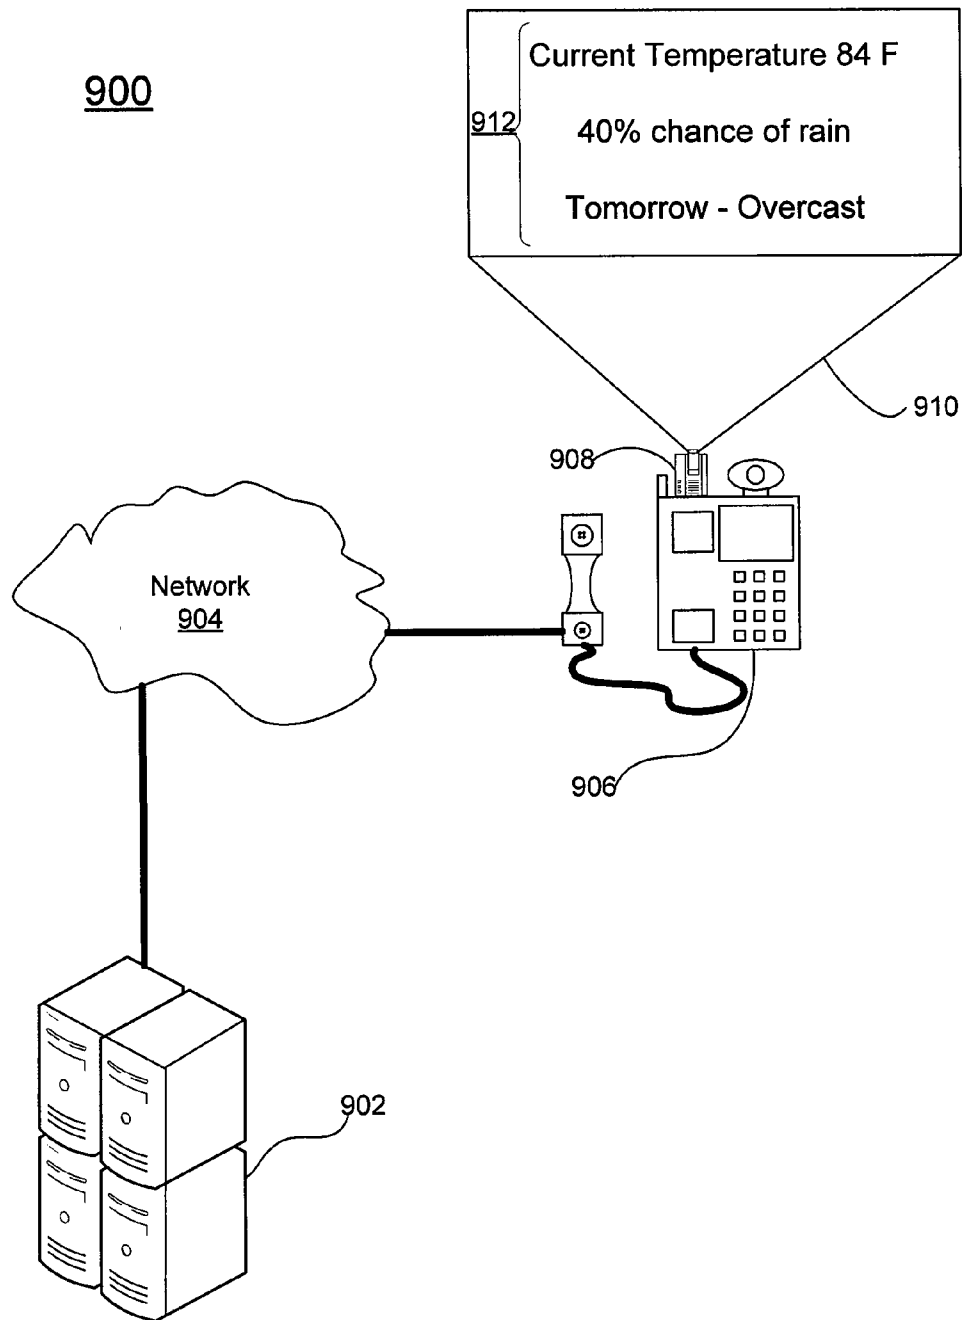 900
912
Current Temperature 84 F
40% chance of rain
Tomorrow - Overcast
910
908
Network
904
906
902